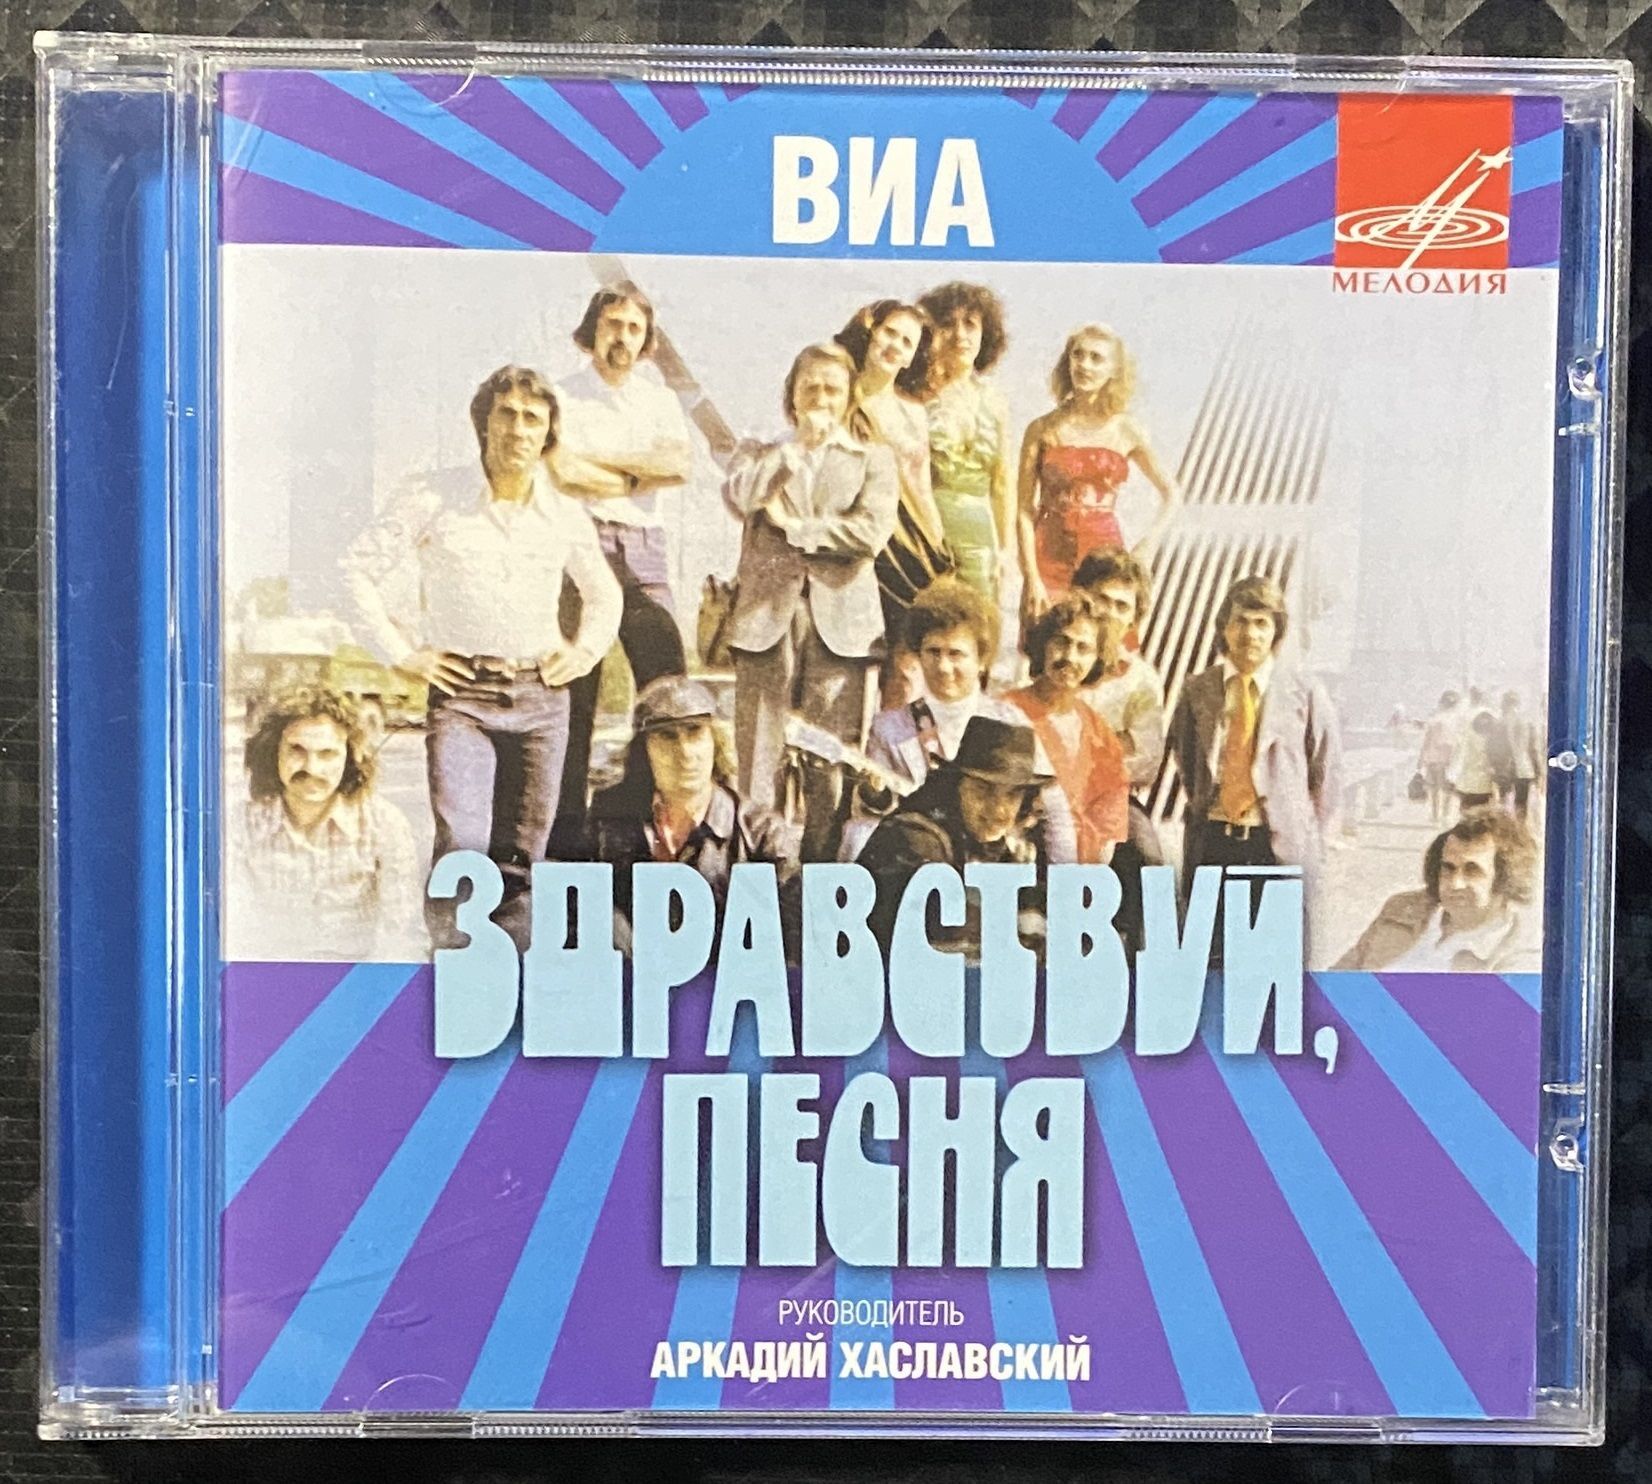 ВИА
МЕЛОДИЯ
ЗДРАВСТВУЙ,
ПЕСНЯ
РУКОВОДИТЕЛЬ
АРКАДИЙ ХАСЛАВСКИЙ